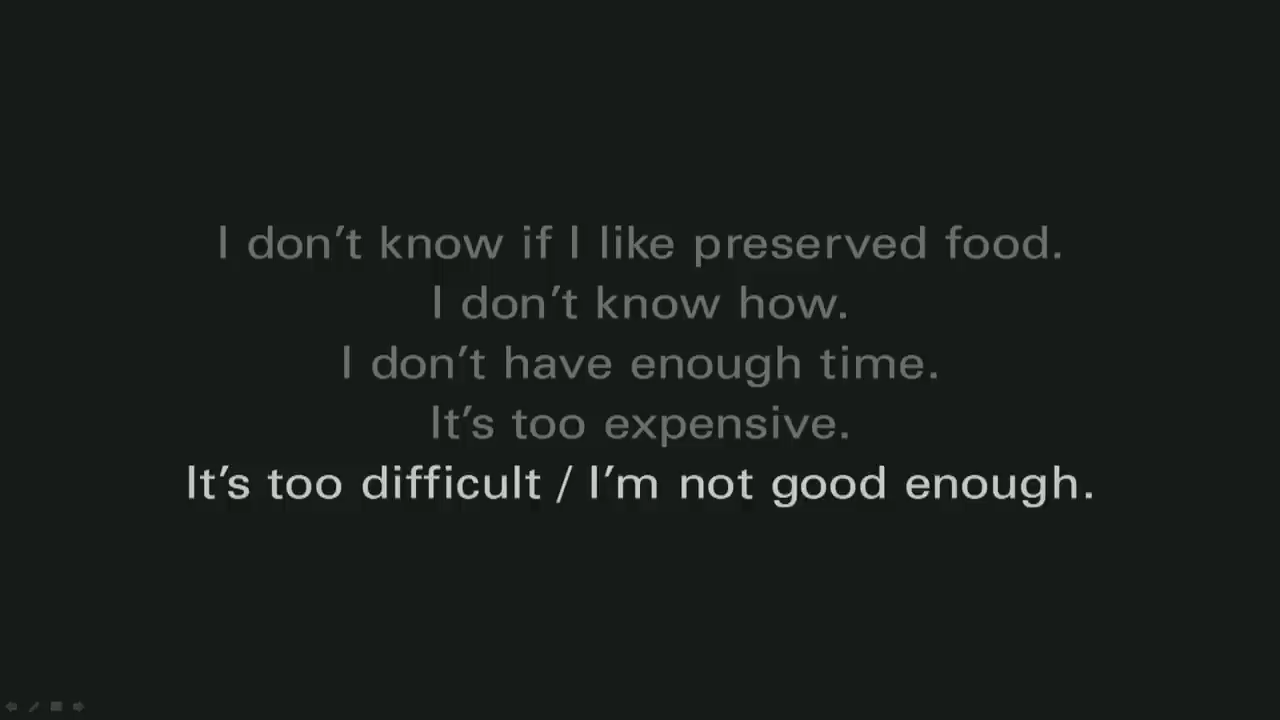 I don’t know if I like preserved food.
I don’t know how.
I don’t have enough time.
It’s too expensive.
It’s too difficult / I’m not good enough.